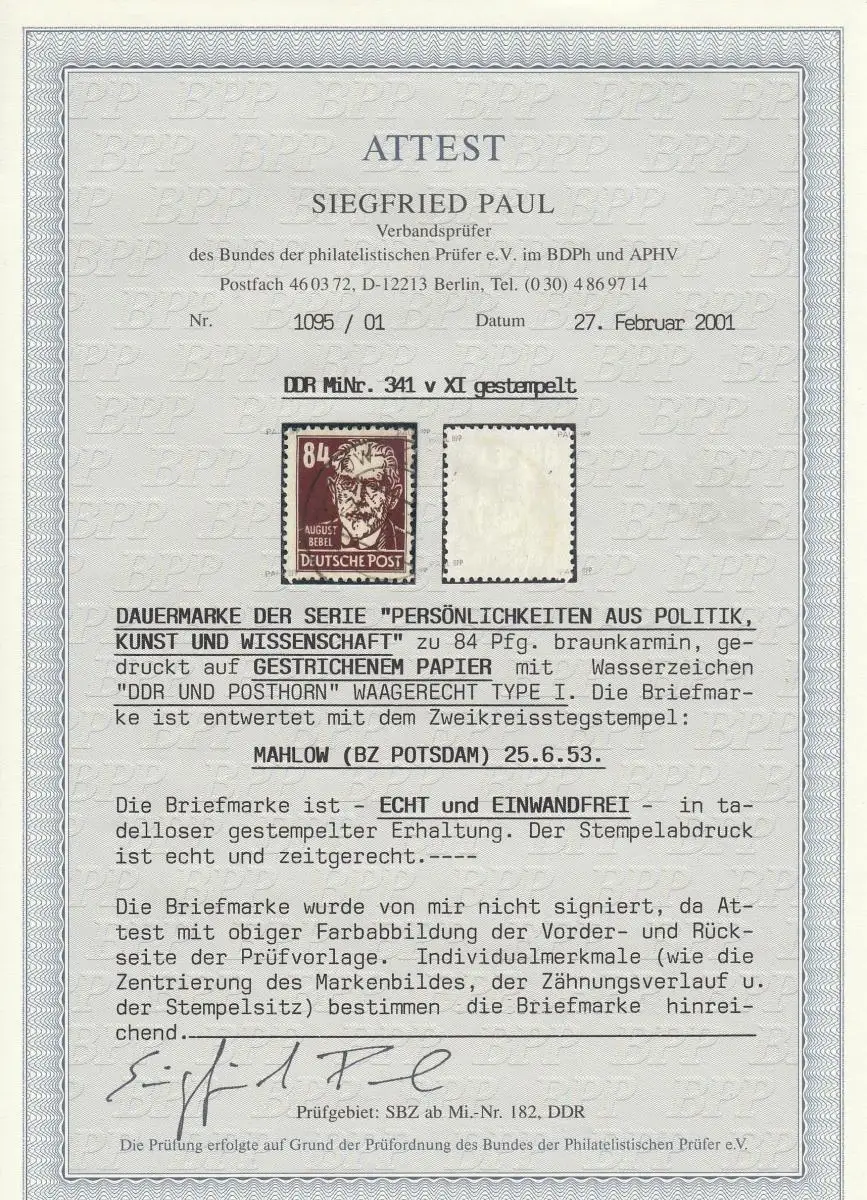 ATTEST
SIEGFRIED PAUL
Verbandsprüfer
des Bundes der philatelistischen Prüfer e.V. im BDPh und APHV
Postfach 46 03 72, D-12213 Berlin, Tel. (0 30) 4 86 97 14
Nr. 1095 / 01 Datum 27. Februar 2001
DDR MiNr. 341 v XI gestempelt
84
AUGUST
BEBEL
DEUTSCHE POST
DAUERMARKE DER SERIE "PERSÖNLICHKEITEN AUS POLITIK,
KUNST UND WISSENSCHAFT" zu 84 Pfg. braunkarmin, ge-
druckt auf GESTRICHENEM PAPIER mit Wasserzeichen
"DDR UND POSTHORN" WAAGERECHT TYPE I. Die Briefmar-
ke ist entwertet mit dem Zweikreisstegstempel:
MAHLOW (BZ POTSDAM) 25.6.53.
Die Briefmarke ist - ECHT und EINWANDFREI - in ta-
delloser gestempelter Erhaltung. Der Stempelabdruck
ist echt und zeitgerecht.----
Die Briefmarke wurde von mir nicht signiert, da At-
test mit obiger Farbabbildung der Vorder- und Rück-
seite der Prüfvorlage. Individualmerkmale (wie die
Zentrierung des Markenbildes, der Zähnungsverlauf u.
der Stempelsitz) bestimmen die Briefmarke hinrei-
chend.
Siegfried Paul
Prüfgebiet: SBZ ab Mi.-Nr. 182, DDR
Die Prüfung erfolgte auf Grund der Prüfordnung des Bundes der Philatelistischen Prüfer e.V.